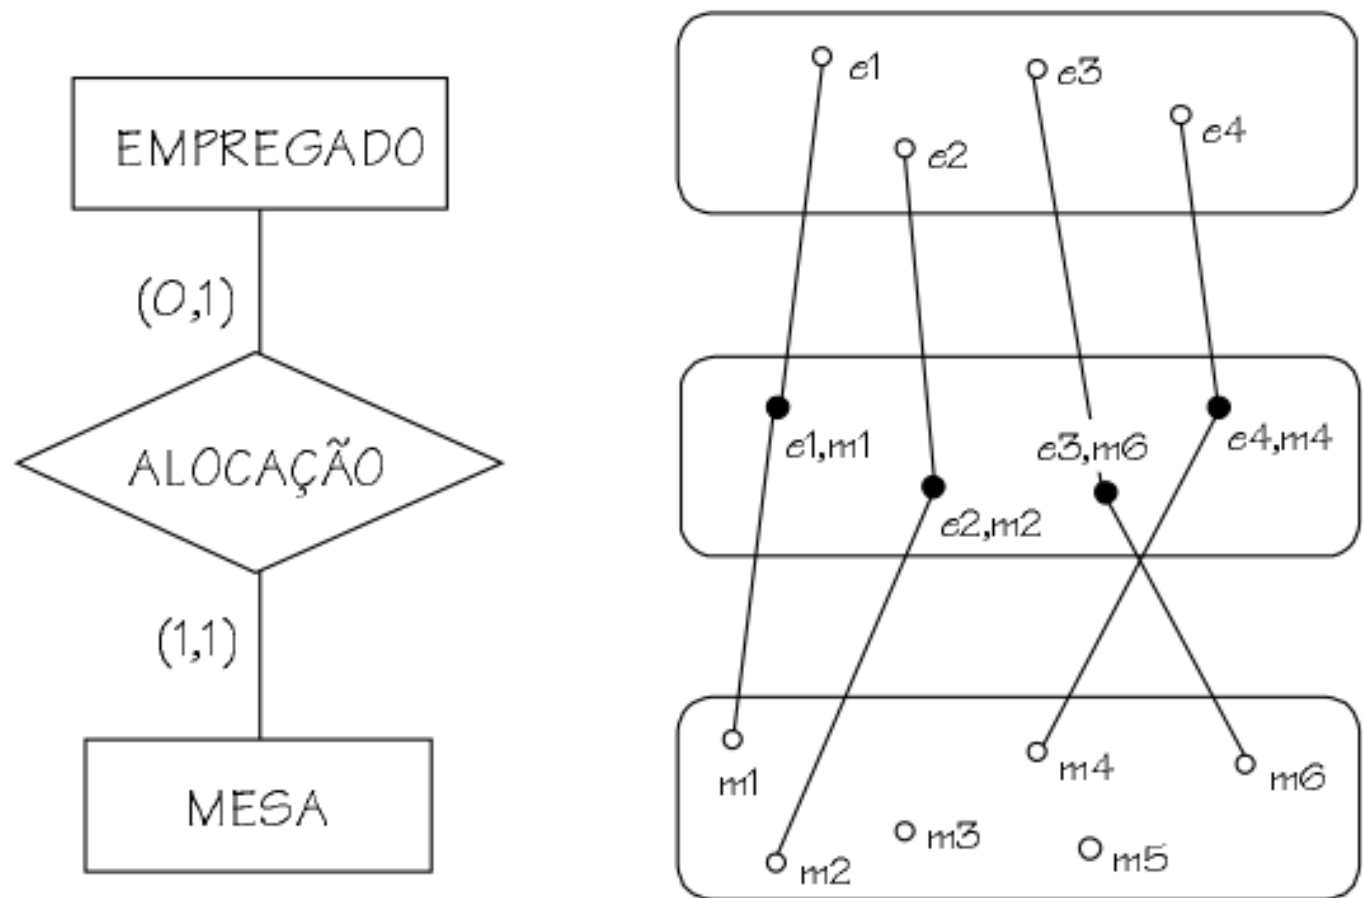 EMPREGADO
(0,1)
ALOCAÇÃO
(1,1)
MESA
e1
e3
e4
e2
e1,m1
e3,m6
e4,m4
e2,m2
m1
m4
m6
m3
m5
m2